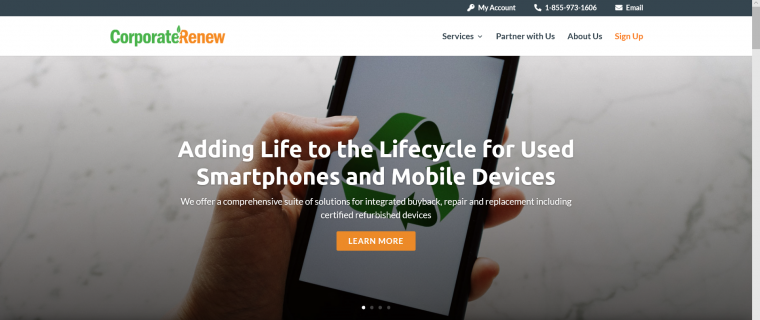 My Account 1-855-973-1606 Email
CorporateRenew
Services Partner with Us About Us Sign Up
Adding Life to the Lifecycle for Used
Smartphones and Mobile Devices
We offer a comprehensive suite of solutions for integrated buyback, repair and replacement including
certified refurbished devices
LEARN MORE